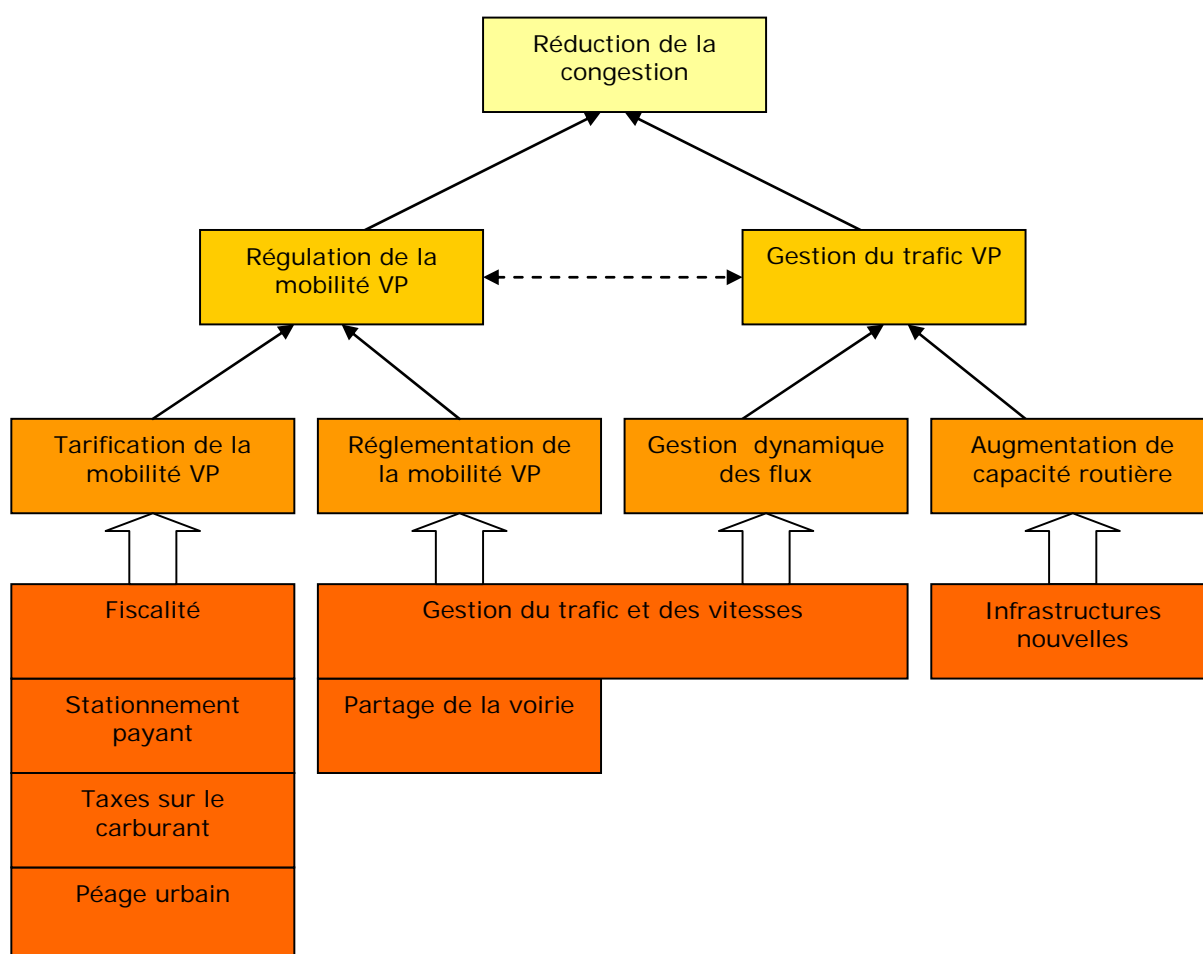 Réduction de la
congestion
Régulation de la
mobilité VP
Gestion du trafic VP
Tarification de la
mobilité VP
Réglementation de
la mobilité VP
Gestion dynamique
des flux
Augmentation de
capacité routière
Fiscalité
Gestion du trafic et des vitesses
Infrastructures
nouvelles
Stationnement
payant
Partage de la voirie
Taxes sur le
carburant
Péage urbain